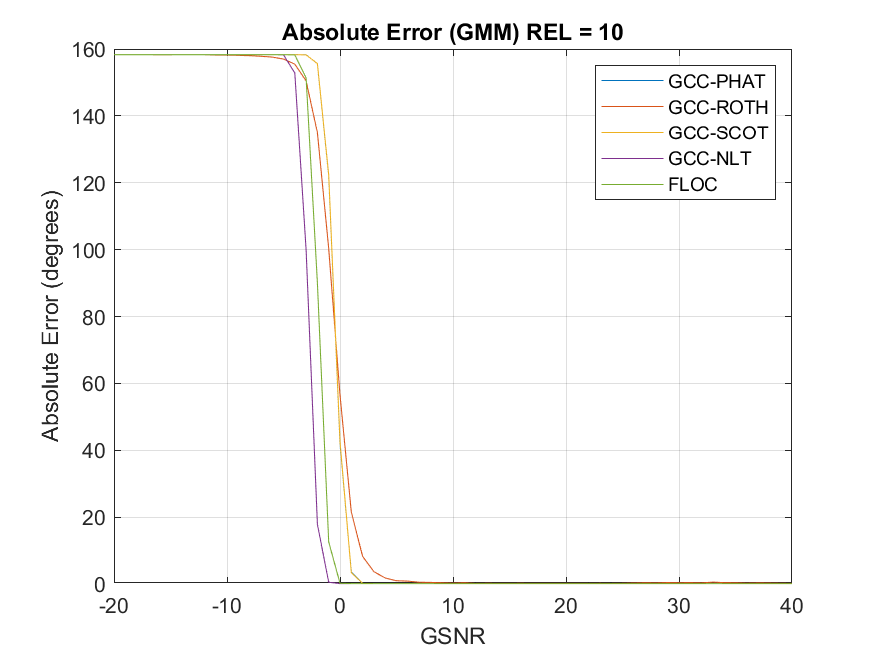 Absolute Error (GMM) REL = 10
160
140
120
100
80
60
40
20
0
Absolute Error (degrees)
GCC-PHAT
GCC-ROTH
GCC-SCOT
GCC-NLT
FLOC
-20 -10 0 10 20 30 40
GSNR